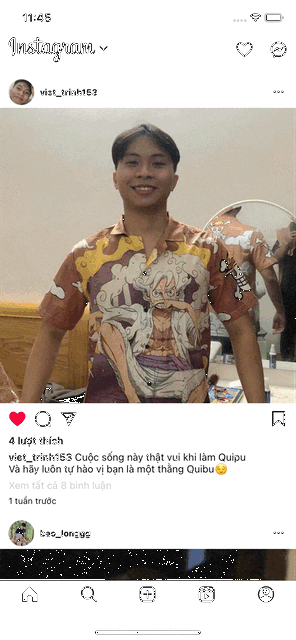 11:45
Instagram
viet_trinh153
4 lượt thích
viet_trinh153 Cuộc sống này thật vui khi làm Quipu
Và hãy luôn tự hào vị bạn là một thằng Quibu😏
Xem tất cả 8 bình luận
1 tuần trước